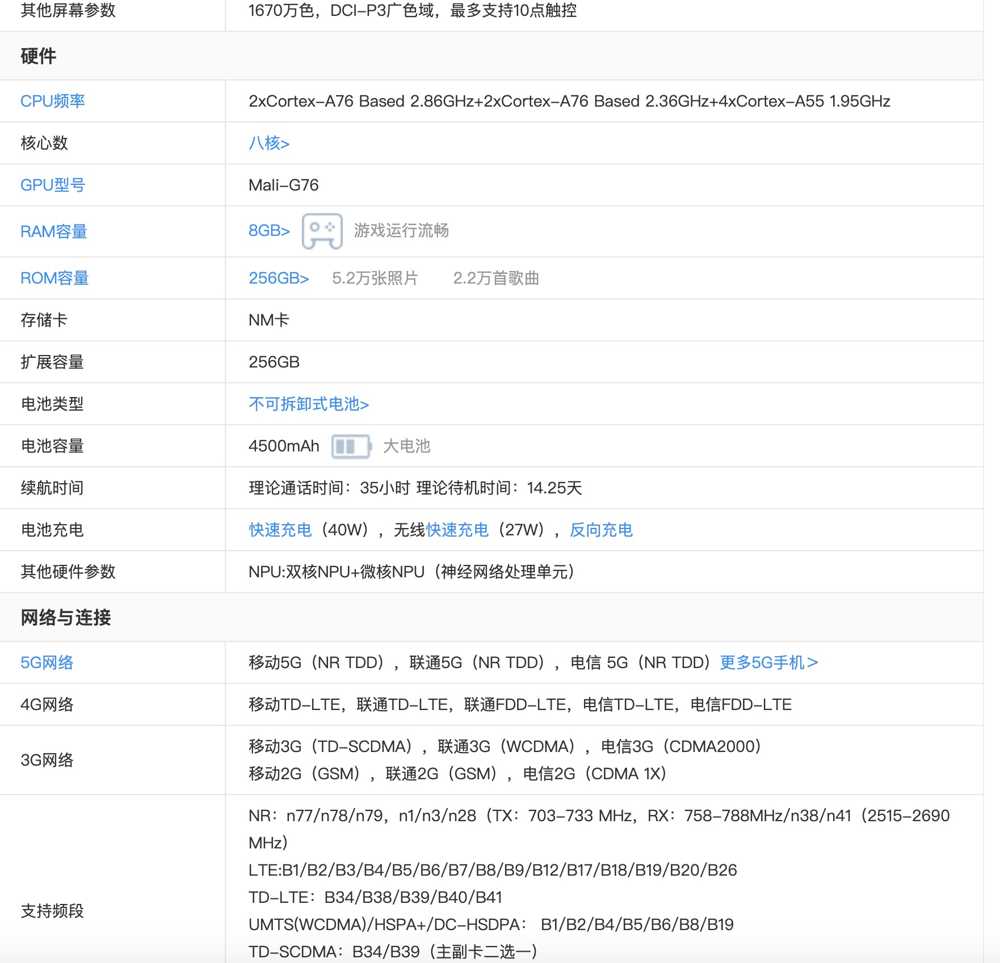 其他屏幕参数
1670万色，DCI-P3广色域，最多支持10点触控
硬件
CPU频率
2xCortex-A76 Based 2.86GHz+2xCortex-A76 Based 2.36GHz+4xCortex-A55 1.95GHz
核心数
八核>
GPU型号
Mali-G76
RAM容量
8GB> 游戏运行流畅
ROM容量
256GB> 5.2万张照片 2.2万首歌曲
存储卡
NM卡
扩展容量
256GB
电池类型
不可拆卸式电池>
电池容量
4500mAh 大电池
续航时间
理论通话时间：35小时 理论待机时间：14.25天
电池充电
快速充电（40W），无线快速充电（27W），反向充电
其他硬件参数
NPU:双核NPU+微核NPU（神经网络处理单元）
网络与连接
5G网络
移动5G（NR TDD），联通5G（NR TDD），电信 5G（NR TDD）更多5G手机>
4G网络
移动TD-LTE，联通TD-LTE，联通FDD-LTE，电信TD-LTE，电信FDD-LTE
3G网络
移动3G（TD-SCDMA），联通3G（WCDMA），电信3G（CDMA2000）
移动2G（GSM），联通2G（GSM），电信2G（CDMA 1X）
支持频段
NR：n77/n78/n79，n1/n3/n28（TX：703-733 MHz，RX：758-788MHz/n38/n41（2515-2690
MHz）
LTE:B1/B2/B3/B4/B5/B6/B7/B8/B9/B12/B17/B18/B19/B20/B26
TD-LTE：B34/B38/B39/B40/B41
UMTS(WCDMA)/HSPA+/DC-HSDPA： B1/B2/B4/B5/B6/B8/B19
TD-SCDMA：B34/B39（主副卡二选一）